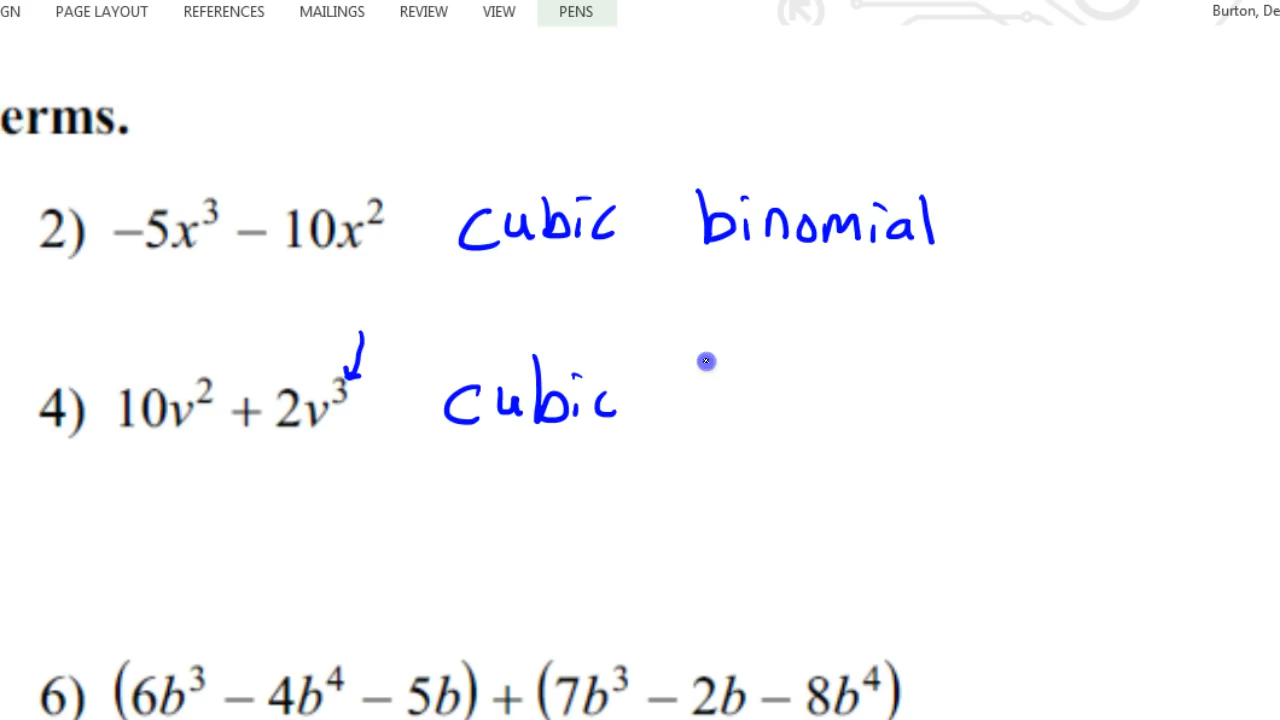 GN PAGE LAYOUT REFERENCES MAILINGS REVIEW VIEW PENS Burton, De
erms.
2) −5x³ − 10x² cubic binomial
4) 10v² + 2v³ cubic
6) (6b³ − 4b⁴ − 5b) + (7b³ − 2b − 8b⁴)